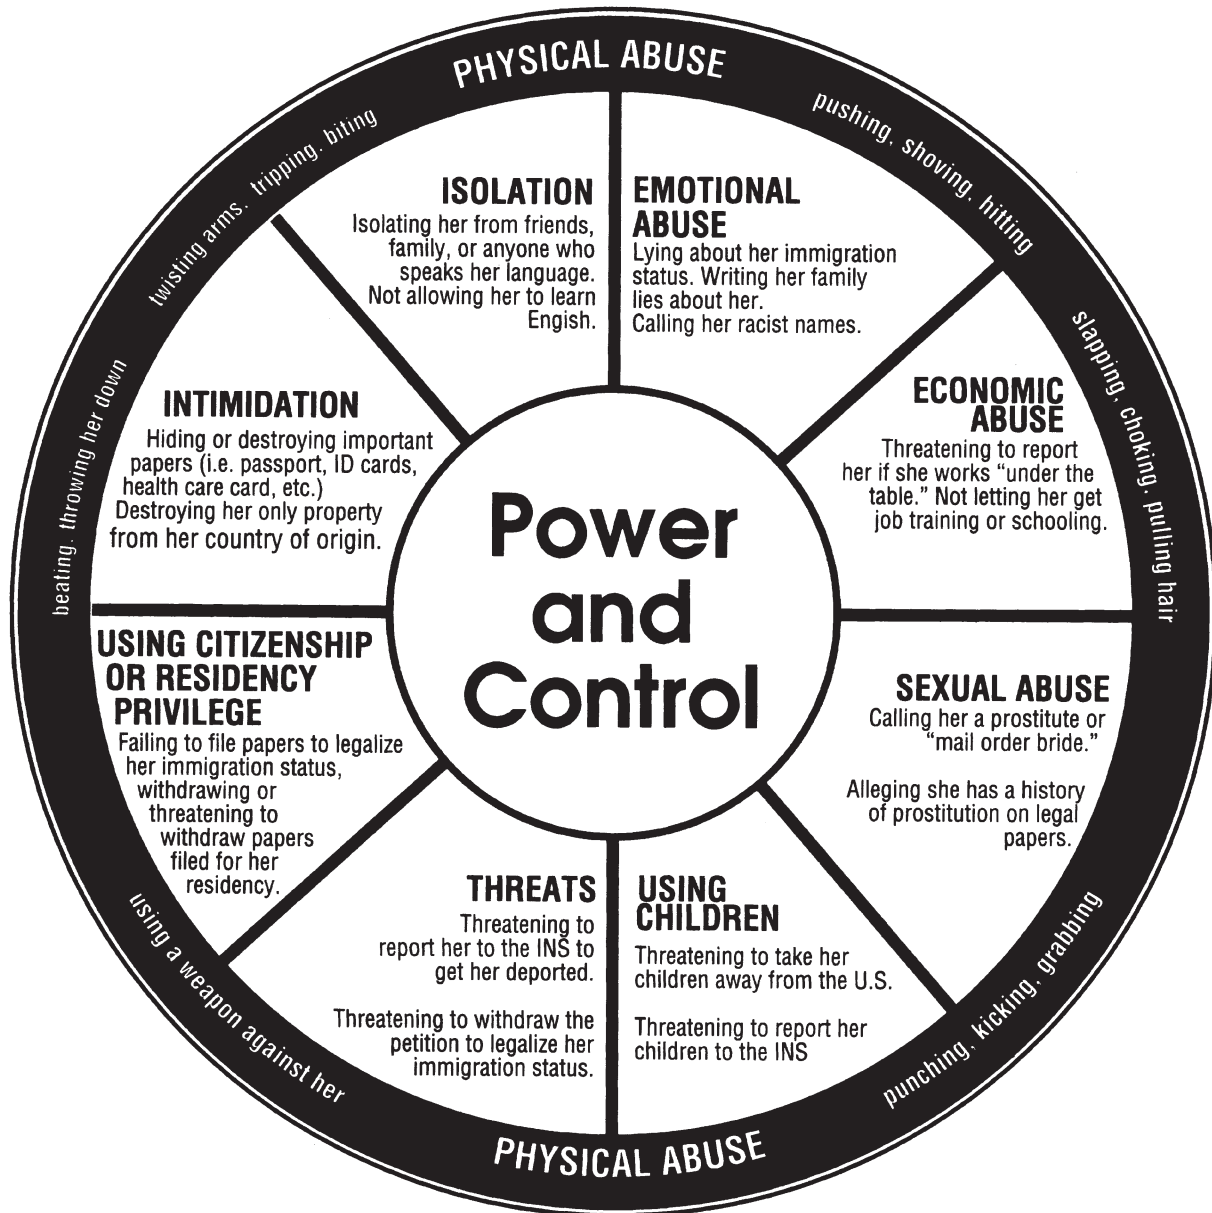 PHYSICAL ABUSE
pushing, shoving, hitting
slapping, choking, pulling hair
punching, kicking, grabbing
PHYSICAL ABUSE
using a weapon against her
beating, throwing her down
twisting arms, tripping, biting
ISOLATION
Isolating her from friends,
family, or anyone who
speaks her language.
Not allowing her to learn
Engish.
EMOTIONAL
ABUSE
Lying about her immigration
status. Writing her family
lies about her.
Calling her racist names.
ECONOMIC
ABUSE
Threatening to report
her if she works “under the
table.” Not letting her get
job training or schooling.
SEXUAL ABUSE
Calling her a prostitute or
“mail order bride.”
Alleging she has a history
of prostitution on legal
papers.
USING
CHILDREN
Threatening to take her
children away from the U.S.
Threatening to report her
children to the INS
THREATS
Threatening to
report her to the INS to
get her deported.
Threatening to withdraw the
petition to legalize her
immigration status.
USING CITIZENSHIP
OR RESIDENCY
PRIVILEGE
Failing to file papers to legalize
her immigration status,
withdrawing or
threatening to
withdraw papers
filed for her
residency.
INTIMIDATION
Hiding or destroying important
papers (i.e. passport, ID cards,
health care card, etc.)
Destroying her only property
from her country of origin.
Power
and
Control